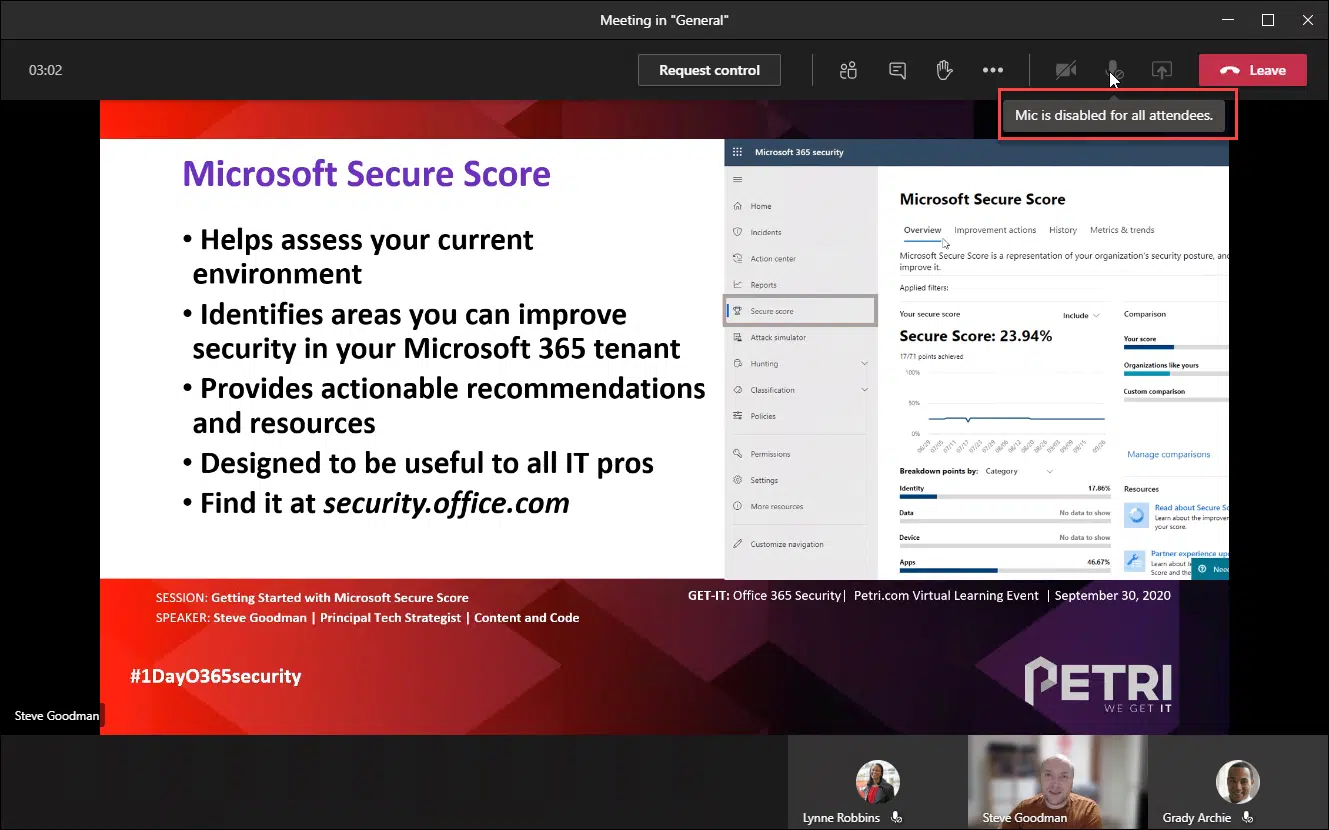 Meeting in "General"
03:02
Request control
Leave
Mic is disabled for all attendees.
Microsoft Secure Score
• Helps assess your current
environment
• Identifies areas you can improve
security in your Microsoft 365 tenant
• Provides actionable recommendations
and resources
• Designed to be useful to all IT pros
• Find it at security.office.com
Microsoft 365 security
Home
Incidents
Action center
Reports
Secure score
Attack simulator
Hunting
Classification
Policies
Permissions
Settings
More resources
Customize navigation
Microsoft Secure Score
Overview Improvement actions History Metrics & trends
Microsoft Secure Score is a representation of your organization's security posture, and
improve it.
Applied filters:
Your secure score
Include
Secure Score: 23.94%
17/71 points achieved
100%
50%
0%
Breakdown points by: Category
Identity 17.86%
Data No data to show
Device No data to show
Apps 46.67%
Comparison
Your score
Organizations like yours
Custom comparison
Manage comparisons
Resources
Read about Secure Sc
Learn about the improver
your score.
Partner experience up
Learn about
Score and the
Need
SESSION: Getting Started with Microsoft Secure Score
SPEAKER: Steve Goodman | Principal Tech Strategist | Content and Code
GET-IT: Office 365 Security| Petri.com Virtual Learning Event | September 30, 2020
#1DayO365security
PETRI
WE GET IT
Steve Goodman
Lynne Robbins
Steve Goodman
Grady Archie